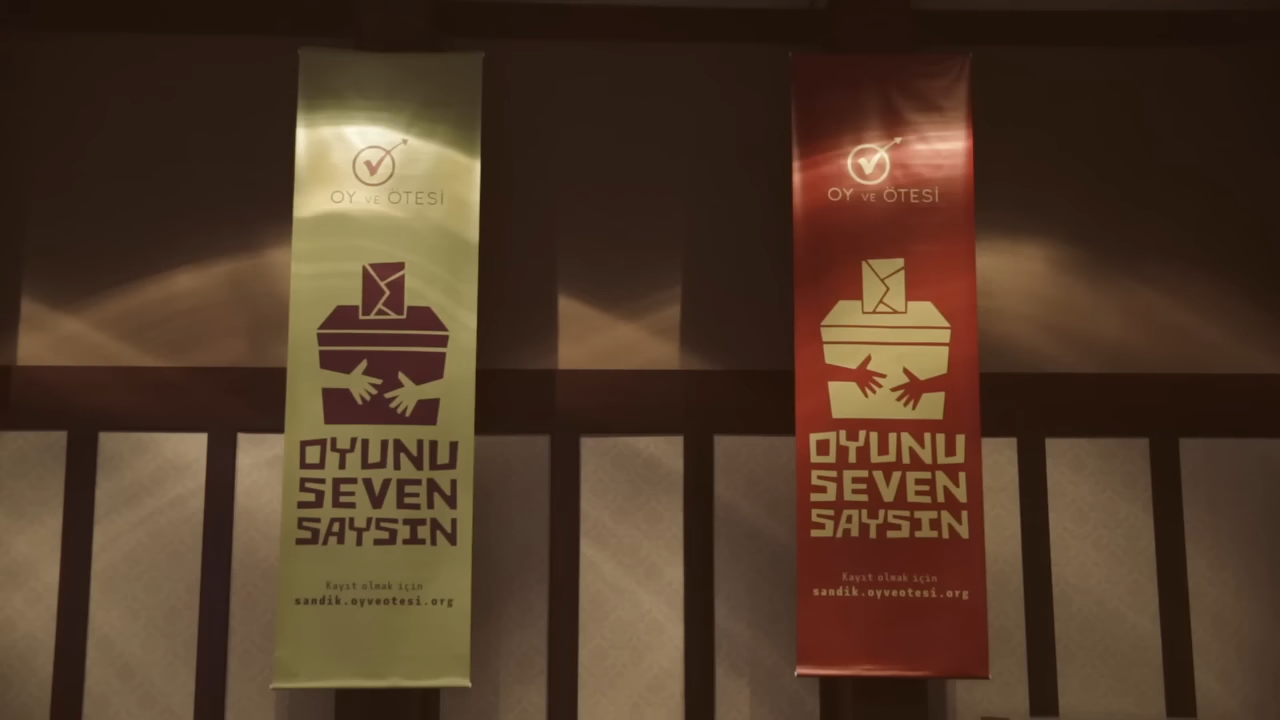 OY VE ÖTESİ
OYUNU
SEVEN
SAYSIN
Kayıt olmak için
sandik.oyveotesi.org
OY VE ÖTESİ
OYUNU
SEVEN
SAYSIN
Kayıt olmak için
sandik.oyveotesi.org